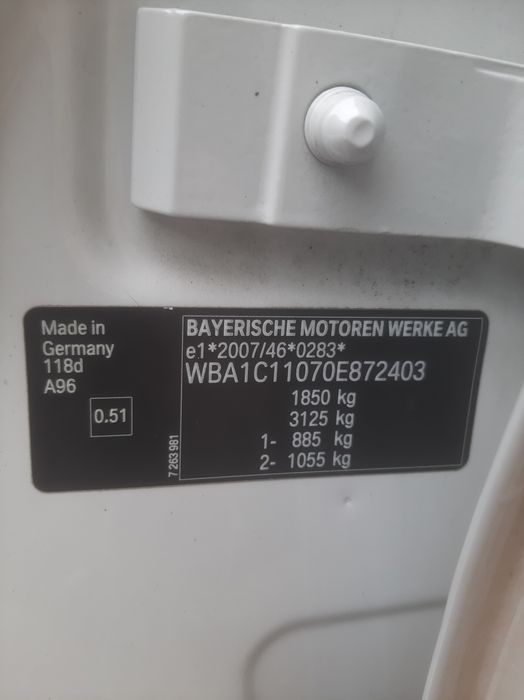 Made in
Germany
118d
A96
0.51
7 263 981
BAYERISCHE MOTOREN WERKE AG
e1*2007/46*0283*
WBA1C11070E872403
1850 kg
3125 kg
1- 885 kg
2- 1055 kg